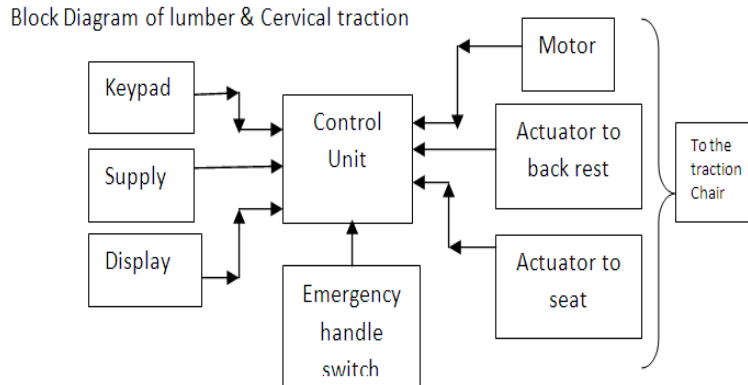 Block Diagram of lumber & Cervical traction
Keypad
Supply
Display
Control
Unit
Emergency
handle
switch
Motor
Actuator to
back rest
Actuator to
seat
To the
traction
Chair